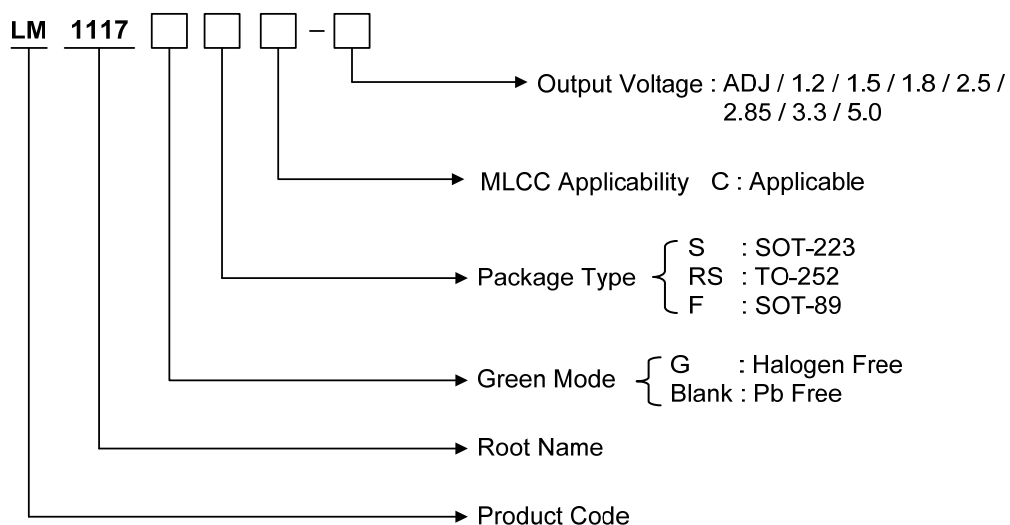 LM 1117 –
Output Voltage : ADJ / 1.2 / 1.5 / 1.8 / 2.5 /
2.85 / 3.3 / 5.0
MLCC Applicability C : Applicable
S : SOT-223
Package Type RS : TO-252
F : SOT-89
G : Halogen Free
Green Mode
Blank : Pb Free
Root Name
Product Code